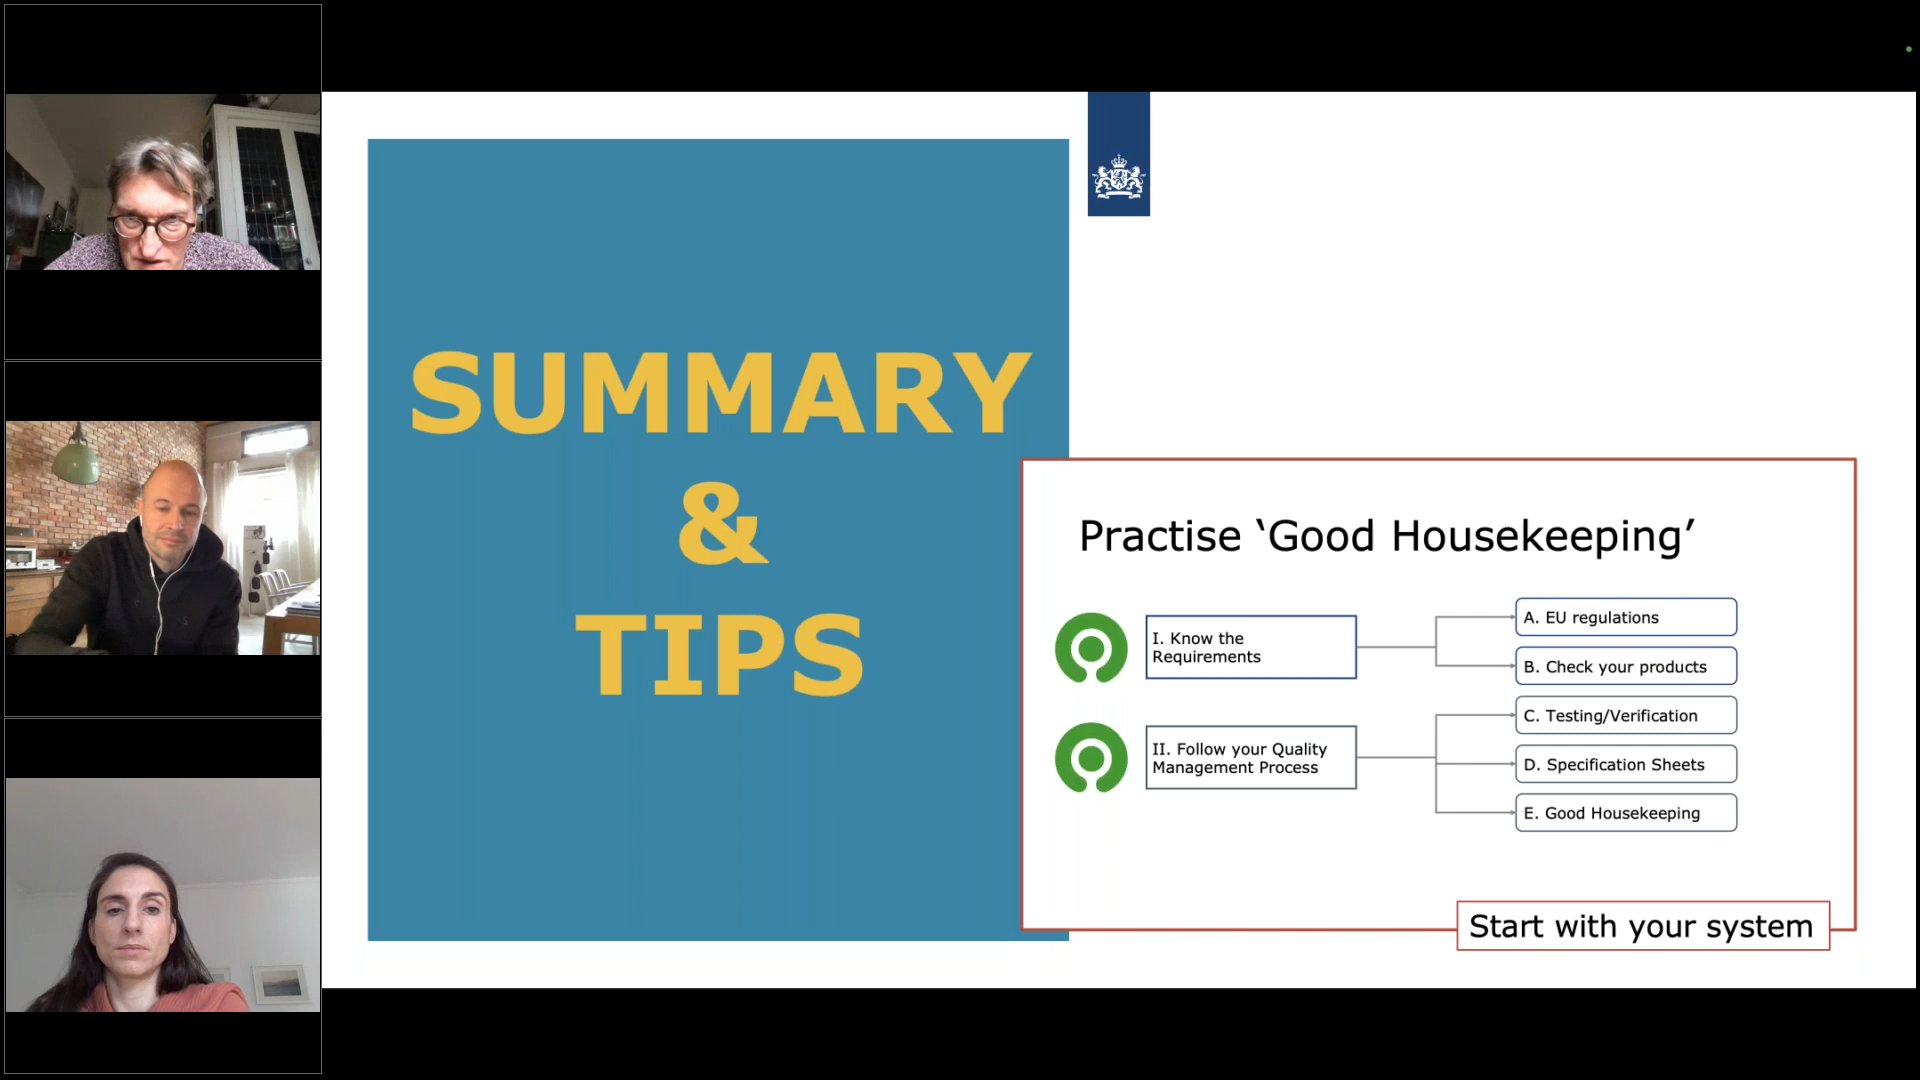 SUMMARY
&
TIPS
Practise ‘Good Housekeeping’
I. Know the
Requirements
A. EU regulations
B. Check your products
II. Follow your Quality
Management Process
C. Testing/Verification
D. Specification Sheets
E. Good Housekeeping
Start with your system